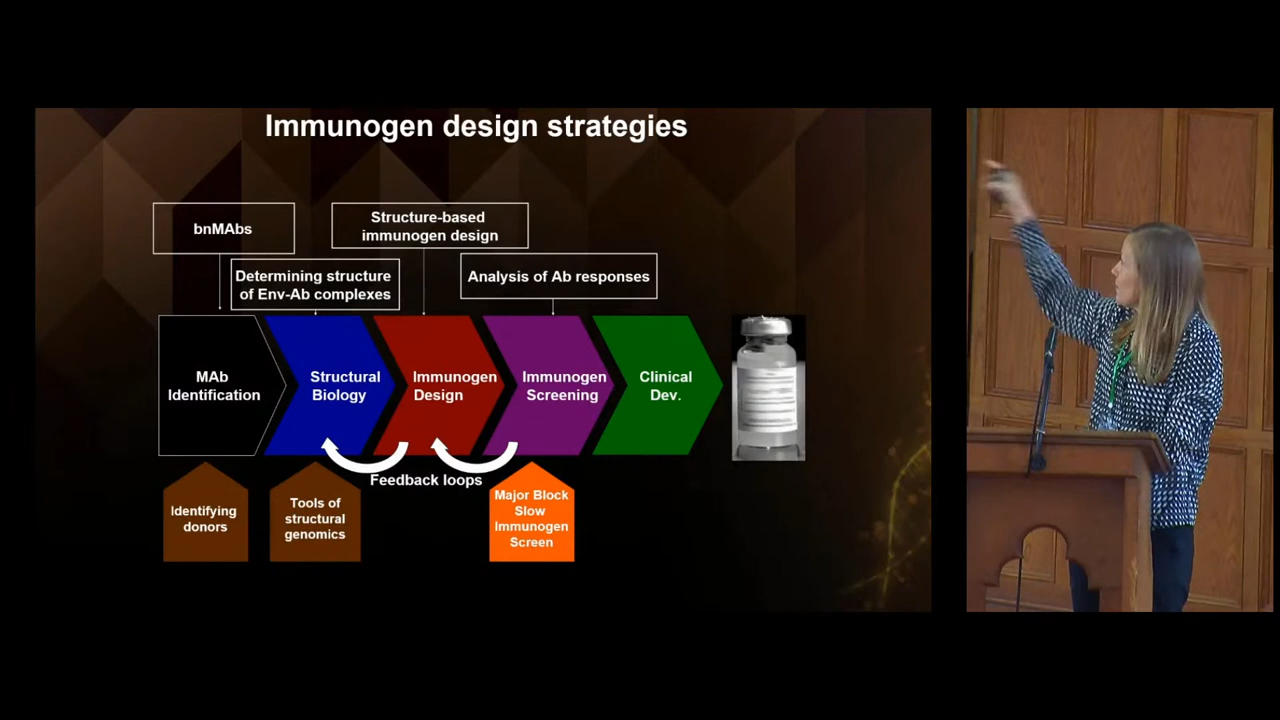 Immunogen design strategies
bnMAbs
Structure-based
immunogen design
Determining structure
of Env-Ab complexes
Analysis of Ab responses
MAb
Identification
Structural
Biology
Immunogen
Design
Immunogen
Screening
Clinical
Dev.
Feedback loops
Identifying
donors
Tools of
structural
genomics
Major Block
Slow
Immunogen
Screen